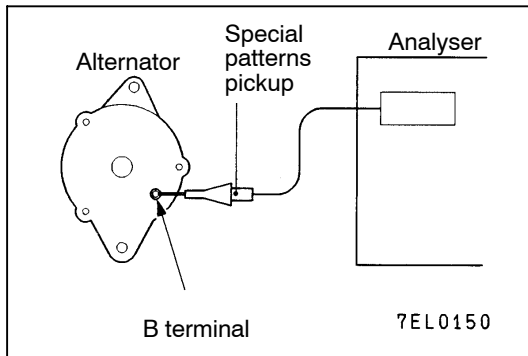 Special
patterns
pickup
Analyser
Alternator
B terminal
7EL0150